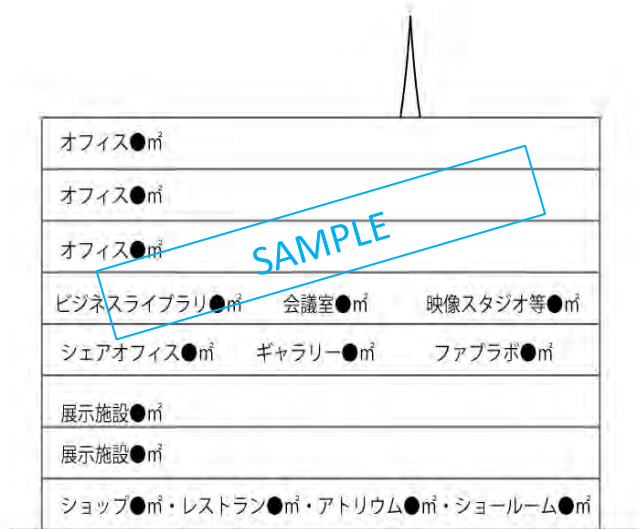 オフィス●㎡
オフィス●㎡
オフィス●㎡
SAMPLE
ビジネスライブラリ●㎡ 会議室●㎡ 映像スタジオ等●㎡
シェアオフィス●㎡ ギャラリー●㎡ ファブラボ●㎡
展示施設●㎡
展示施設●㎡
ショップ●㎡・レストラン●㎡・アトリウム●㎡・ショールーム●㎡